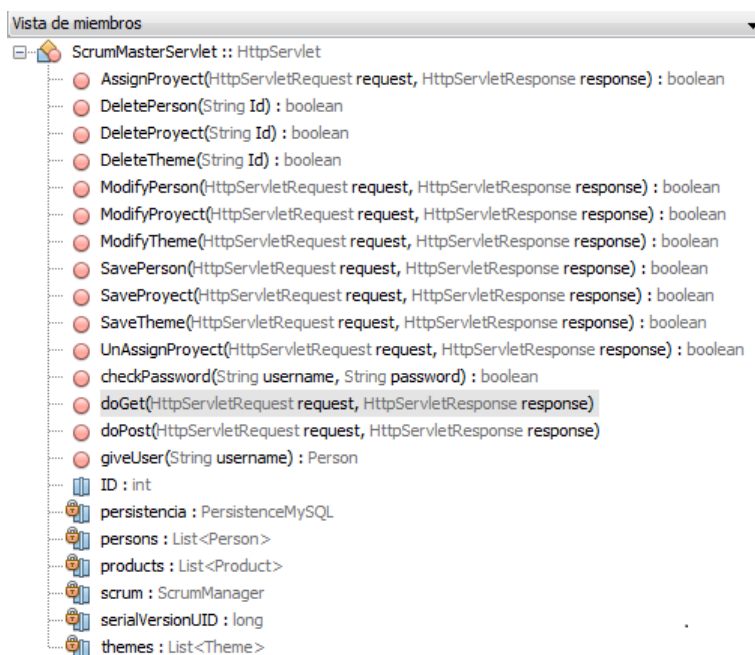 Vista de miembros
ScrumMasterServlet :: HttpServlet
AssignProyect(HttpServletRequest request, HttpServletResponse response) : boolean
DeletePerson(String Id) : boolean
DeleteProyect(String Id) : boolean
DeleteTheme(String Id) : boolean
ModifyPerson(HttpServletRequest request, HttpServletResponse response) : boolean
ModifyProyect(HttpServletRequest request, HttpServletResponse response) : boolean
ModifyTheme(HttpServletRequest request, HttpServletResponse response) : boolean
SavePerson(HttpServletRequest request, HttpServletResponse response) : boolean
SaveProyect(HttpServletRequest request, HttpServletResponse response) : boolean
SaveTheme(HttpServletRequest request, HttpServletResponse response) : boolean
UnAssignProyect(HttpServletRequest request, HttpServletResponse response) : boolean
checkPassword(String username, String password) : boolean
doGet(HttpServletRequest request, HttpServletResponse response)
doPost(HttpServletRequest request, HttpServletResponse response)
giveUser(String username) : Person
ID : int
persistencia : PersistenceMySQL
persons : List<Person>
products : List<Product>
scrum : ScrumManager
serialVersionUID : long
themes : List<Theme>